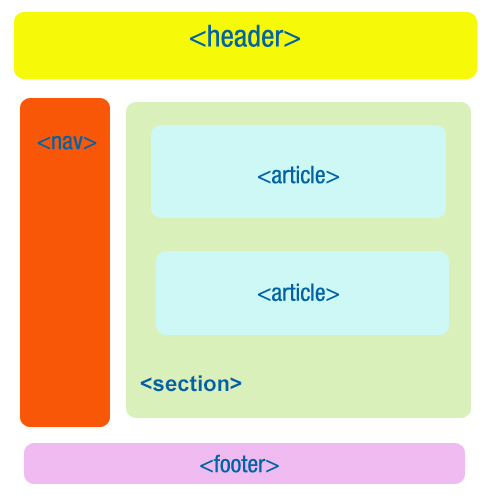 <header>
<nav>
<article>
<article>
<section>
<footer>